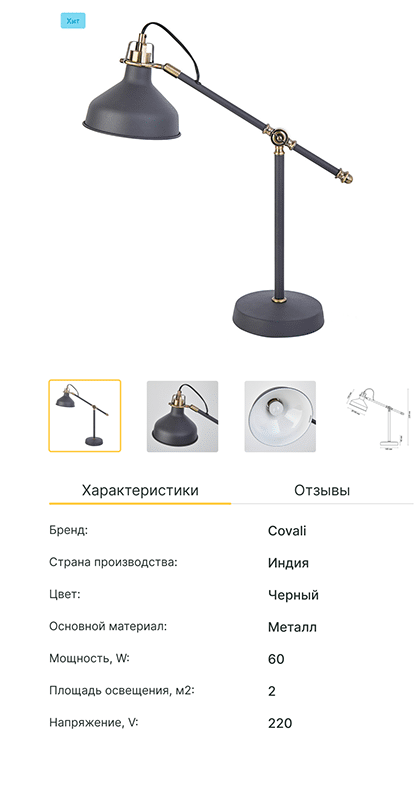 Хит
Характеристики Отзывы
Бренд: Covali
Страна производства: Индия
Цвет: Черный
Основной материал: Металл
Мощность, W: 60
Площадь освещения, м2: 2
Напряжение, V: 220